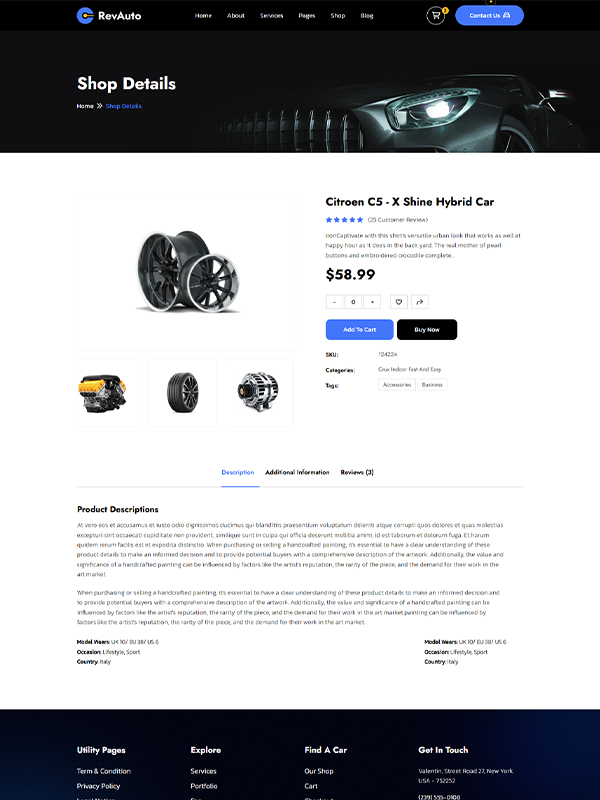 RevAuto
Home About Services Pages Shop Blog
3
Contact Us
Shop Details
Home Shop Details
Citroen C5 - X Shine Hybrid Car
(25 Customer Review)
IronCaptivate with this shirt's versatile urban look that works as well at
happy hour as it does in the back yard. The real mother of pearl
buttons and embroidered crocodile complete.
$58.99
- 0 +
Add To Cart Buy Now
SKU: 124224
Categories: Crux Indoor Fast And Easy
Tags: Accessories Business
Description Additional Information Reviews (3)
Product Descriptions
At vero eos et accusamus et iusto odio dignissimos ducimus qui blanditiis praesentium voluptatum deleniti atque corrupti quos dolores et quas molestias
excepturi sint occaecati cupiditate non provident, similique sunt in culpa qui officia deserunt mollitia animi, id est laborum et dolorum fuga. Et harum
quidem rerum facilis est et expedita distinctio. When purchasing or selling a handcrafted painting, it's essential to have a clear understanding of these
product details to make an informed decision and to provide potential buyers with a comprehensive description of the artwork. Additionally, the value and
significance of a handcrafted painting can be influenced by factors like the artist's reputation, the rarity of the piece, and the demand for their work in the
art market.
When purchasing or selling a handcrafted painting, it's essential to have a clear understanding of these product details to make an informed decision and
to provide potential buyers with a comprehensive description of the artwork. Additionally, the value and significance of a handcrafted painting can be
influenced by factors like the artist's reputation, the rarity of the piece, and the demand for their work in the art market.painting can be influenced by
factors like the artist's reputation, the rarity of the piece, and the demand for their work in the art market.
Model Wears: UK 10/ EU 38/ US 6 Model Wears: UK 10/ EU 38/ US 6
Occasion: Lifestyle, Sport Occasion: Lifestyle, Sport
Country: Italy Country: Italy
Utility Pages Explore Find A Car Get In Touch
Term & Condition Services Our Shop Valentin, Street Road 27, New York,
USA - 752252
Privacy Policy Portfolio Cart
(239) 555-0108